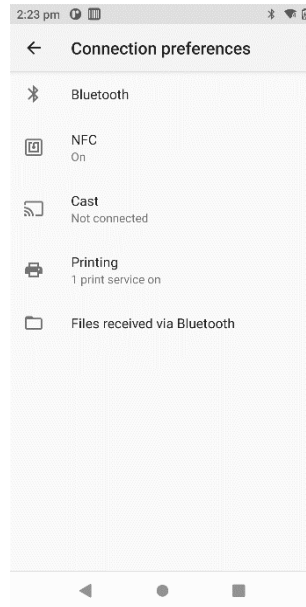 2:23 pm
Connection preferences
Bluetooth
NFC
On
Cast
Not connected
Printing
1 print service on
Files received via Bluetooth